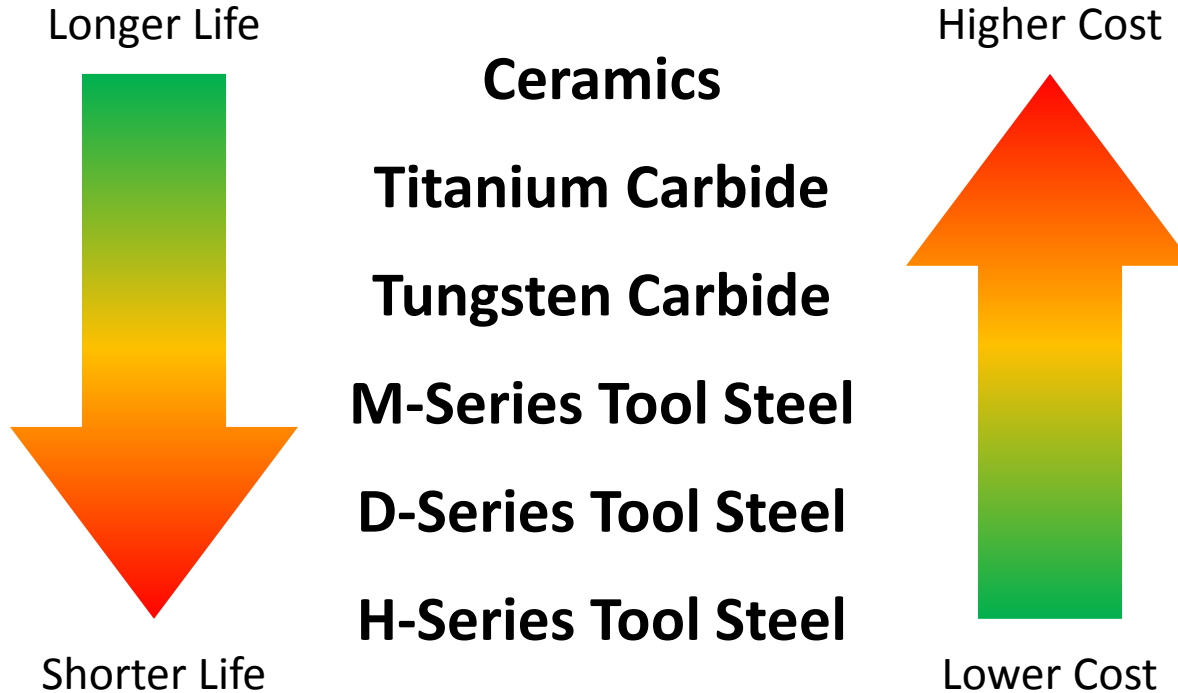 Longer Life
Higher Cost
Ceramics
Titanium Carbide
Tungsten Carbide
M-Series Tool Steel
D-Series Tool Steel
H-Series Tool Steel
Shorter Life
Lower Cost